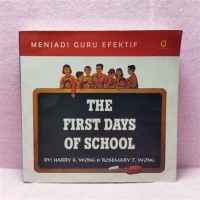 MENJADI GURU EFEKTIF
THE
FIRST DAYS
OF SCHOOL
BY: HARRY K. WONG & ROSEMARY T. WONG